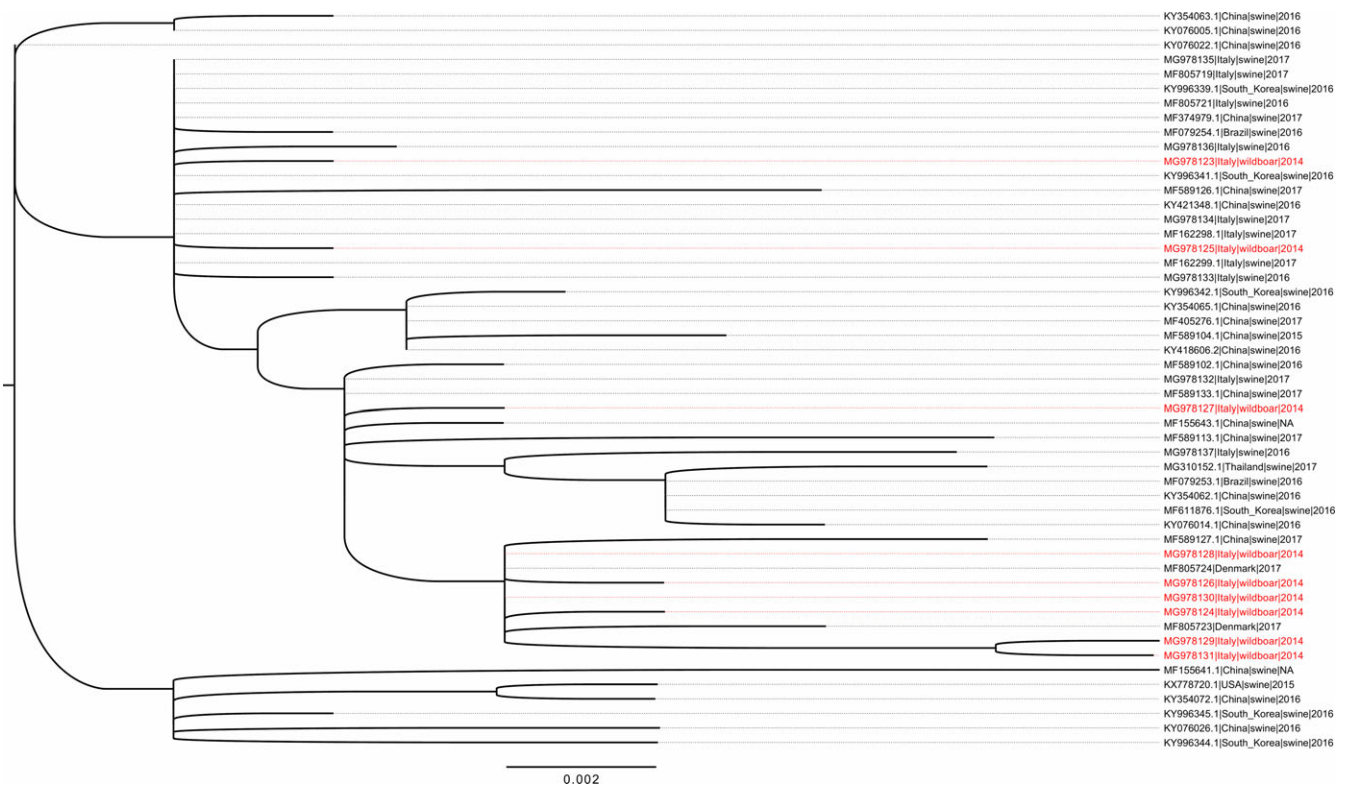 KY354063.1|China|swine|2016
KY076005.1|China|swine|2016
KY076022.1|China|swine|2016
MG978135|Italy|swine|2017
MF805719|Italy|swine|2017
KY996339.1|South_Korea|swine|2016
MF805721|Italy|swine|2016
MF374979.1|China|swine|2017
MF079254.1|Brazil|swine|2016
MG978136|Italy|swine|2016
MG978123|Italy|wildboar|2014
KY996341.1|South_Korea|swine|2016
MF589126.1|China|swine|2017
KY421348.1|China|swine|2016
MG978134|Italy|swine|2017
MF162298.1|Italy|swine|2017
MG978125|Italy|wildboar|2014
MF162299.1|Italy|swine|2017
MG978133|Italy|swine|2016
KY996342.1|South_Korea|swine|2016
KY354065.1|China|swine|2016
MF405276.1|China|swine|2017
MF589104.1|China|swine|2015
KY418606.2|China|swine|2016
MF589102.1|China|swine|2016
MG978132|Italy|swine|2017
MF589133.1|China|swine|2017
MG978127|Italy|wildboar|2014
MF155643.1|China|swine|NA
MF589113.1|China|swine|2017
MG978137|Italy|swine|2016
MG310152.1|Thailand|swine|2017
MF079253.1|Brazil|swine|2016
KY354062.1|China|swine|2016
MF611876.1|South_Korea|swine|2016
KY076014.1|China|swine|2016
MF589127.1|China|swine|2017
MG978128|Italy|wildboar|2014
MF805724|Denmark|2017
MG978126|Italy|wildboar|2014
MG978130|Italy|wildboar|2014
MG978124|Italy|wildboar|2014
MF805723|Denmark|2017
MG978129|Italy|wildboar|2014
MG978131|Italy|wildboar|2014
MF155641.1|China|swine|NA
KX778720.1|USA|swine|2015
KY354072.1|China|swine|2016
KY996345.1|South_Korea|swine|2016
KY076026.1|China|swine|2016
KY996344.1|South_Korea|swine|2016
0.002